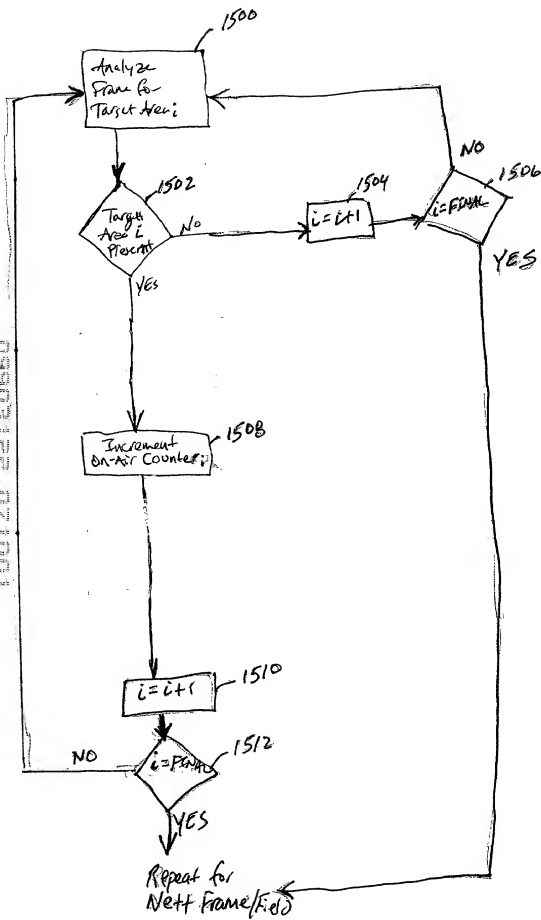 1500
Analyze
Frame for
Target Area i
1502
Target
Area i
Present
No
YES
1504
i=i+1
NO
1506
i=FINAL
YES
Increment
On-Air Counter i
1508
i=i+1
1510
1512
i=FINAL
NO
YES
Repeat for
Next Frame/Field